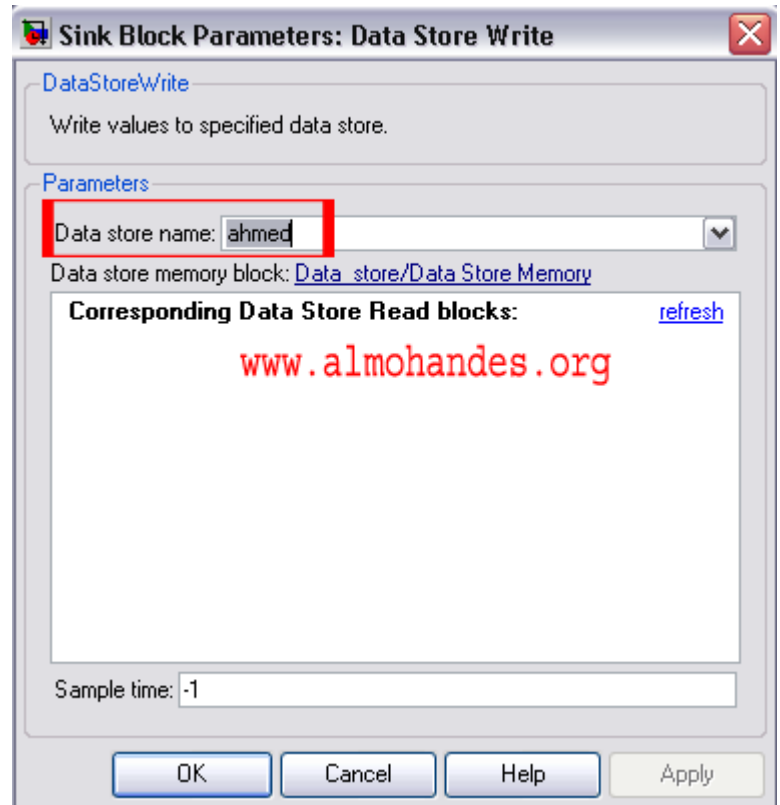 Sink Block Parameters: Data Store Write
DataStoreWrite
Write values to specified data store.
Parameters
Data store name: ahmed
Data store memory block: Data_store/Data Store Memory
Corresponding Data Store Read blocks: refresh
www.almohandes.org
Sample time: -1
OK Cancel Help Apply